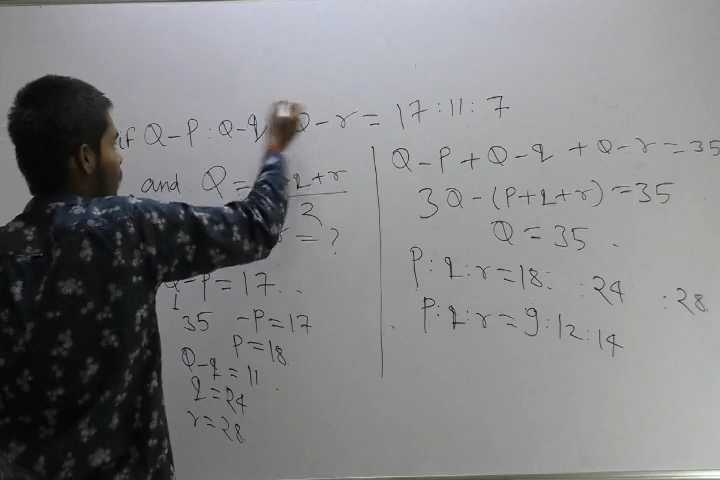 if Q-P : Q-q Q-r = 17:11:7
and Q = q+r
2
r = ?
Q-P=17
35 -P=17
P=18
Q-q=11
q=24
r=28
Q-P+Q-q+Q-r=35
3Q-(P+q+r)=35
Q=35
P:q:r=18: :24 :28
P:q:r=9:12:14